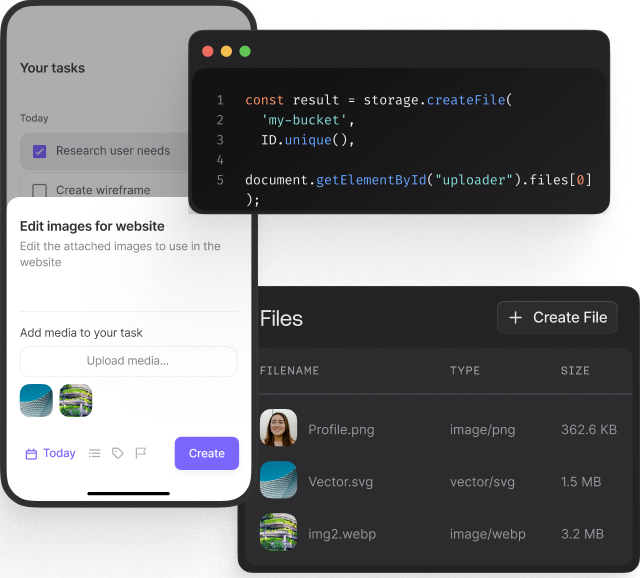 Your tasks
Today
Research user needs
Create wireframe
Edit images for website
Edit the attached images to use in the
website
Add media to your task
Upload media...
Today
Create
1 const result = storage.createFile(
2 'my-bucket',
3 ID.unique(),
4
5 document.getElementById("uploader").files[0]
);
Files
+ Create File
FILENAME TYPE SIZE
Profile.png image/png 362.6 KB
Vector.svg vector/svg 1.5 MB
img2.webp image/webp 3.2 MB